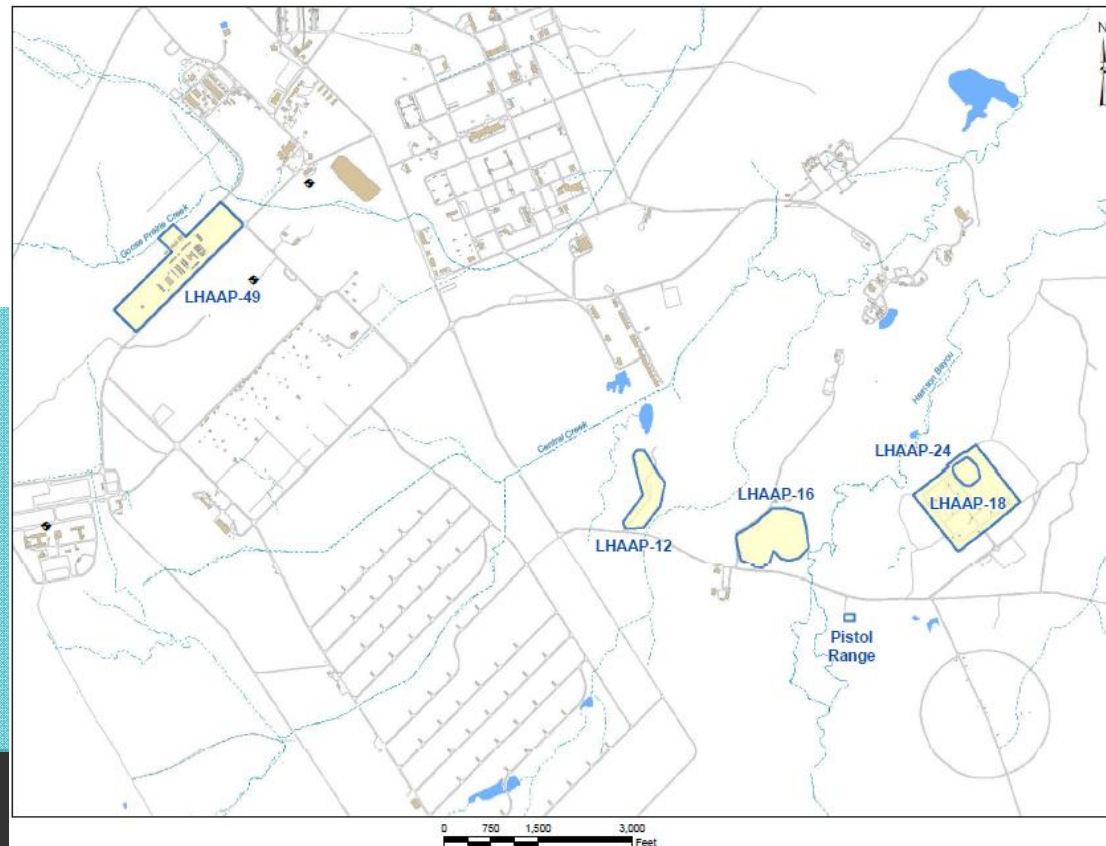 N
Goose Prairie Creek
LHAAP-49
Central Creek
Harrison Bayou
LHAAP-24
LHAAP-18
LHAAP-16
LHAAP-12
Pistol
Range
0 750 1,500 3,000
Feet